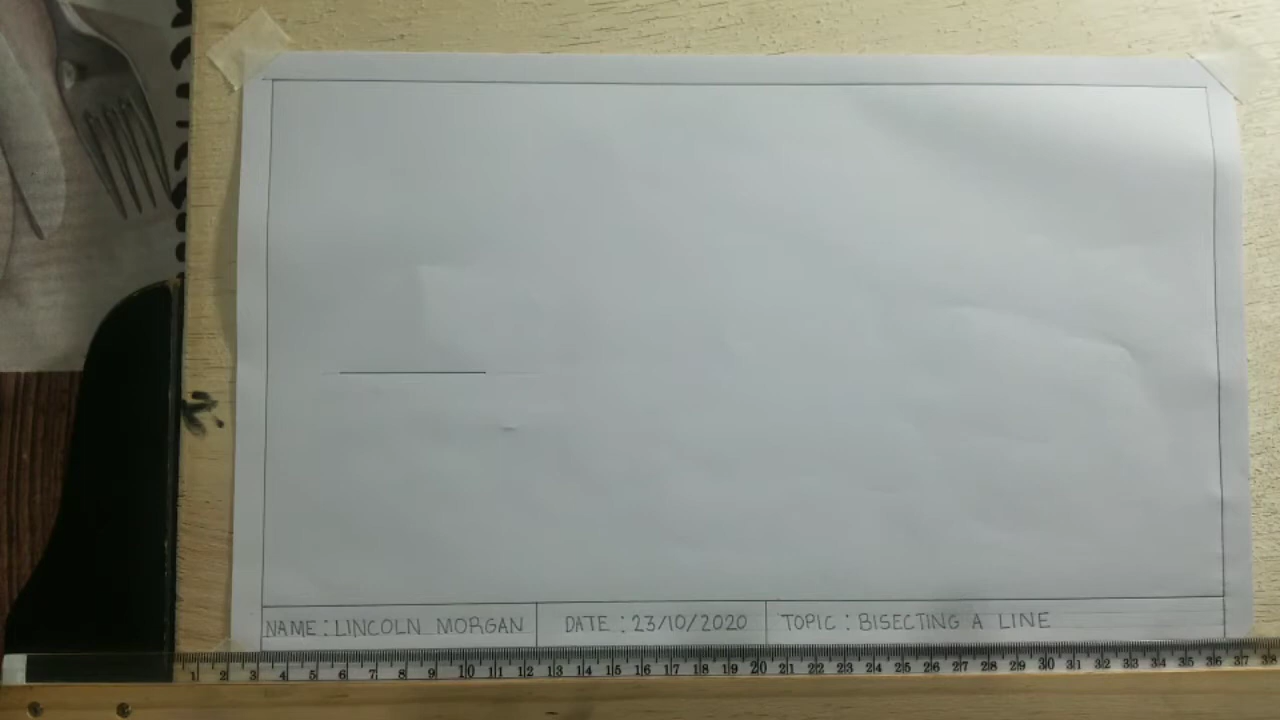 NAME: LINCOLN MORGAN DATE: 23/10/2020 TOPIC: BISECTING A LINE
1 2 3 4 5 6 7 8 9 10 11 12 13 14 15 16 17 18 19 20 21 22 23 24 25 26 27 28 29 30 31 32 33 34 35 36 37 38